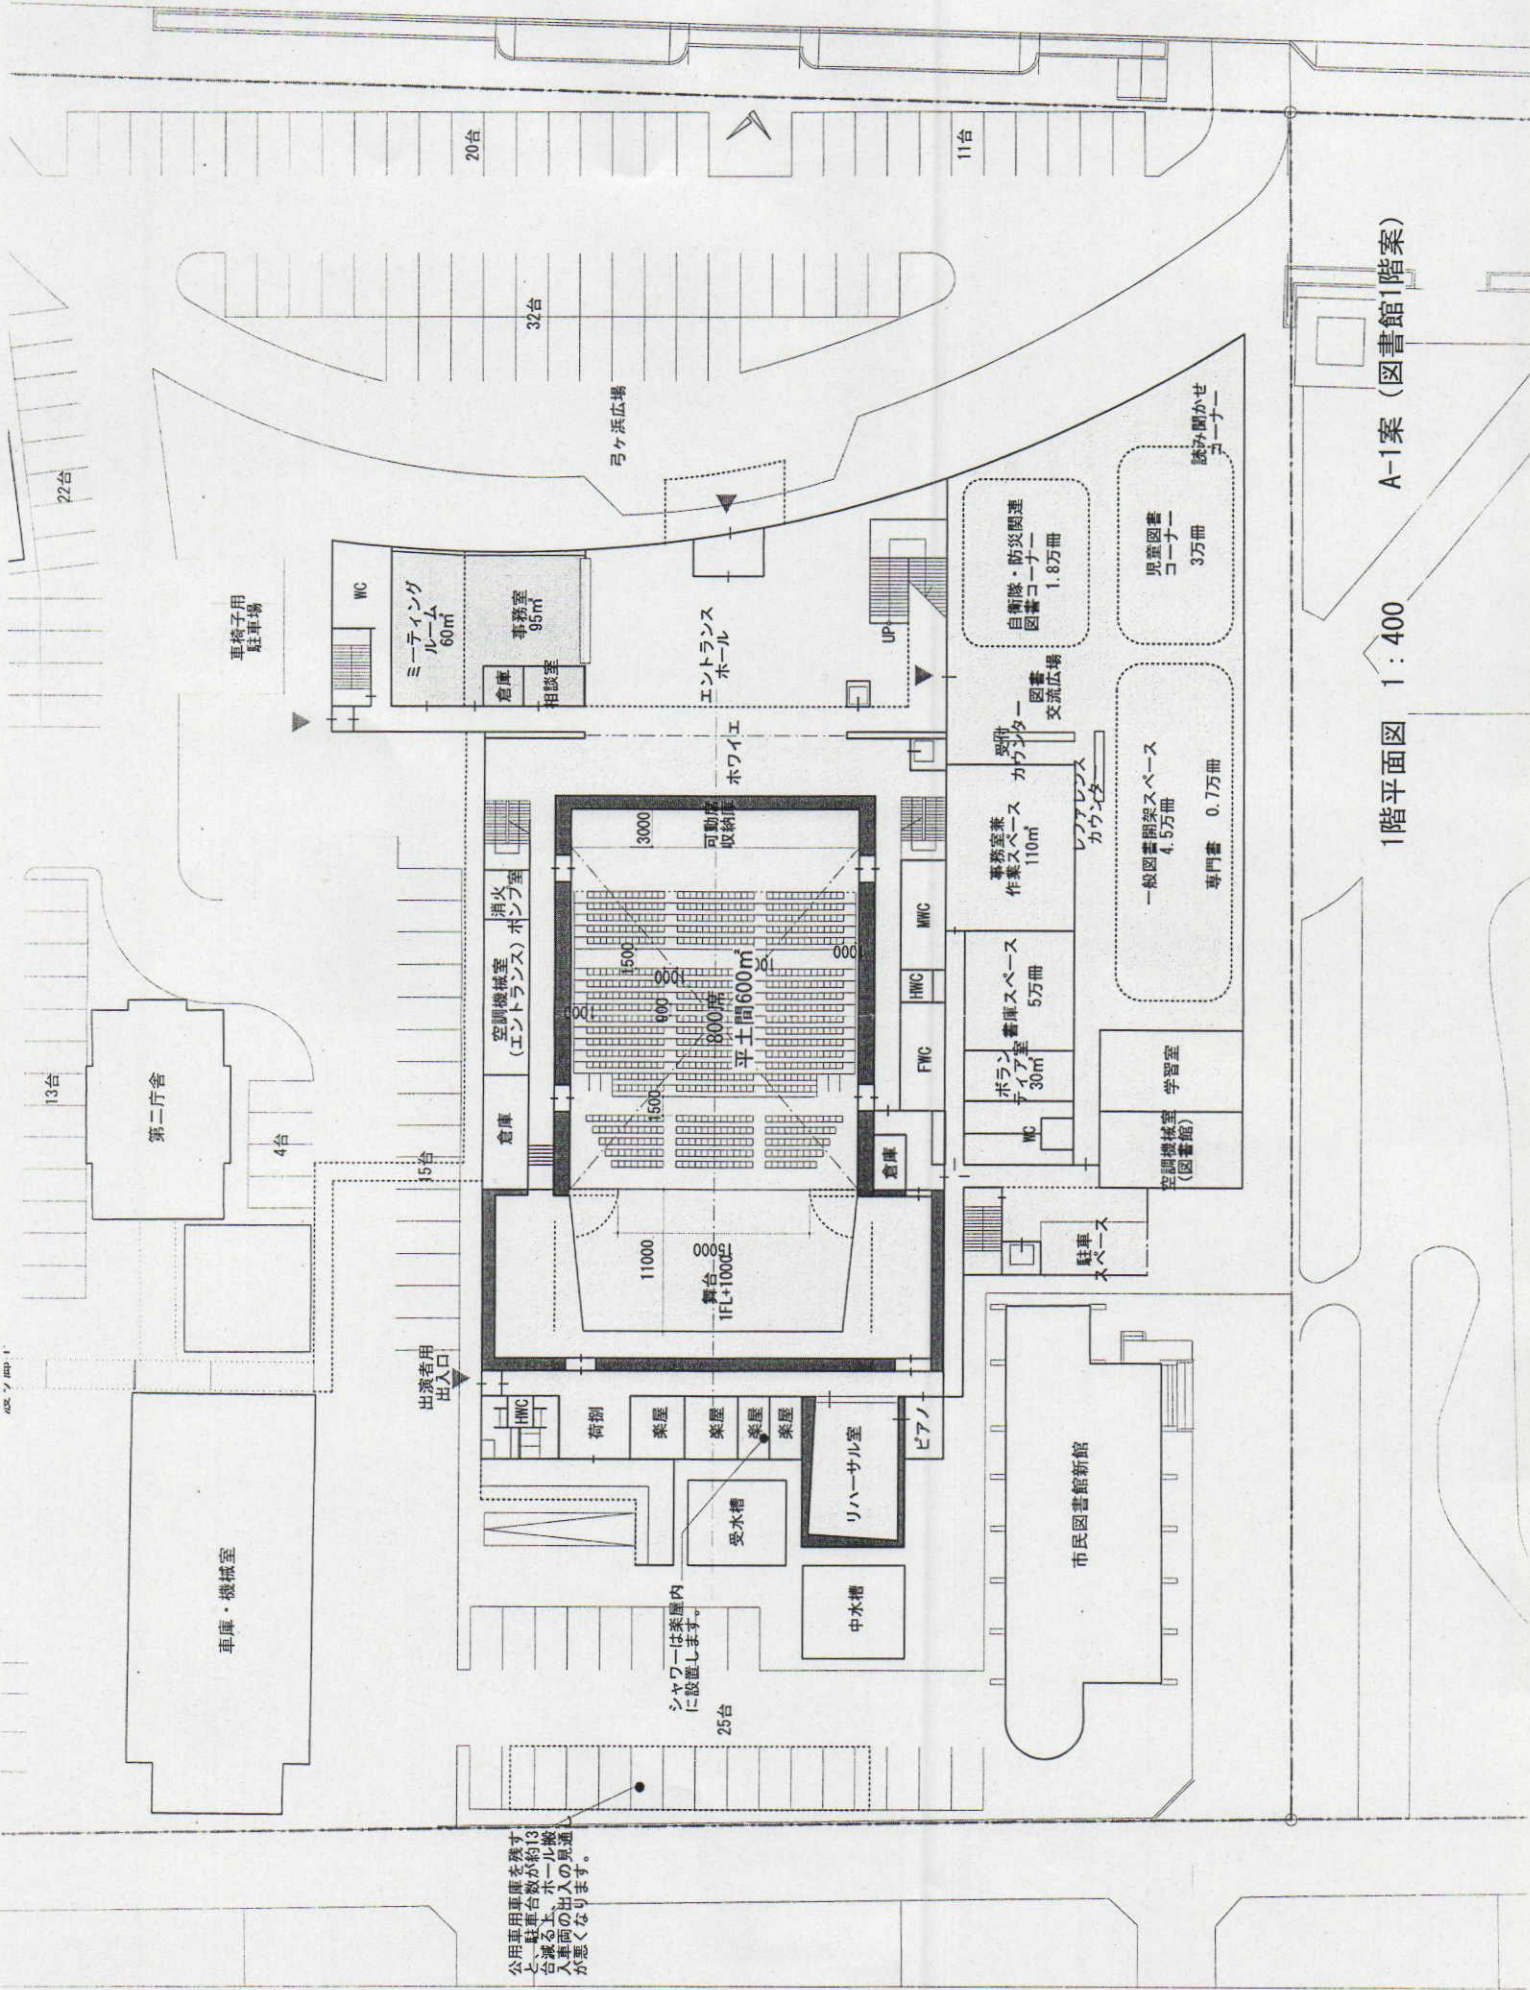 1階平面図 1：400 A-1案（図書館1階案）
20台
11台
32台
22台
弓ヶ浜広場
車椅子用
駐車場
WC
ミーティング
ルーム
60㎡
事務室
95㎡
倉庫
相談室
エントランス
ホール
UP
自衛隊・防災関連
図書コーナー
1.8万冊
児童図書
コーナー
3万冊
読み聞かせ
コーナー
図書
交流広場
受付
カウンター
レファレンス
カウンター
一般図書開架スペース
4.5万冊
専門書 0.7万冊
事務室兼
作業スペース
110㎡
書庫スペース
5万冊
ボラン
ティア室
30㎡
WC
学習室
空調機械室
(図書館)
駐車
スペース
ホワイエ
可動席
収納庫
3000
消火
ポンプ室
空調機械室
(エントランス)
倉庫
1500
1000
1000
900
1000
800席
平土間600㎡
1500
MWC
HWC
FWC
倉庫
11000
15000
舞台
1FL+1000
13台
第二庁舎
4台
15台
出演者用
出入口
HWC
荷捌
楽屋
楽屋
楽屋
楽屋
リハーサル室
ピアノ
受水槽
中水槽
シャワーは楽屋内
に設置します。
車庫・機械室
25台
市民図書館新館
公用車用車庫を残す
と、駐車台数が約13
台減る上、ホール搬
入車両の出入の見通
が悪くなります。